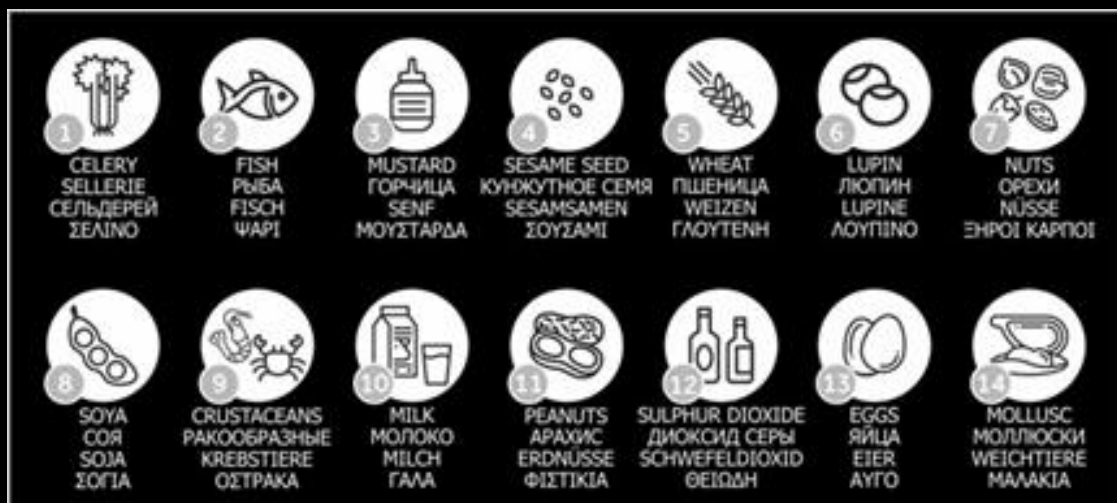 1
CELERY
SELLERIE
СЕЛЬДЕРЕЙ
ΣΕΛΙΝΟ
2
FISH
РЫБА
FISCH
ΨΑΡΙ
3
MUSTARD
ГОРЧИЦА
SENF
ΜΟΥΣΤΑΡΔΑ
4
SESAME SEED
КУНЖУТНОЕ СЕМЯ
SESAMSAMEN
ΣΟΥΣΑΜΙ
5
WHEAT
ПШЕНИЦА
WEIZEN
ΓΛΟΥΤΕΝΗ
6
LUPIN
ЛЮПИН
LUPINE
ΛΟΥΠΙΝΟ
7
NUTS
ОРЕХИ
NÜSSE
ΞΗΡΟΙ ΚΑΡΠΟΙ
8
SOYA
СОЯ
SOJA
ΣΟΓΙΑ
9
CRUSTACEANS
РАКООБРАЗНЫЕ
KREBSTIERE
ΟΣΤΡΑΚΑ
10
MILK
МОЛОКО
MILCH
ΓΑΛΑ
11
PEANUTS
АРАХИС
ERDNÜSSE
ΦΙΣΤΙΚΙΑ
12
SULPHUR DIOXIDE
ДИОКСИД СЕРЫ
SCHWEFELDIOXID
ΘΕΙΩΔΗ
13
EGGS
ЯЙЦА
EIER
ΑΥΓΟ
14
MOLLUSC
МОЛЛЮСКИ
WEICHTIERE
ΜΑΛΑΚΙΑ